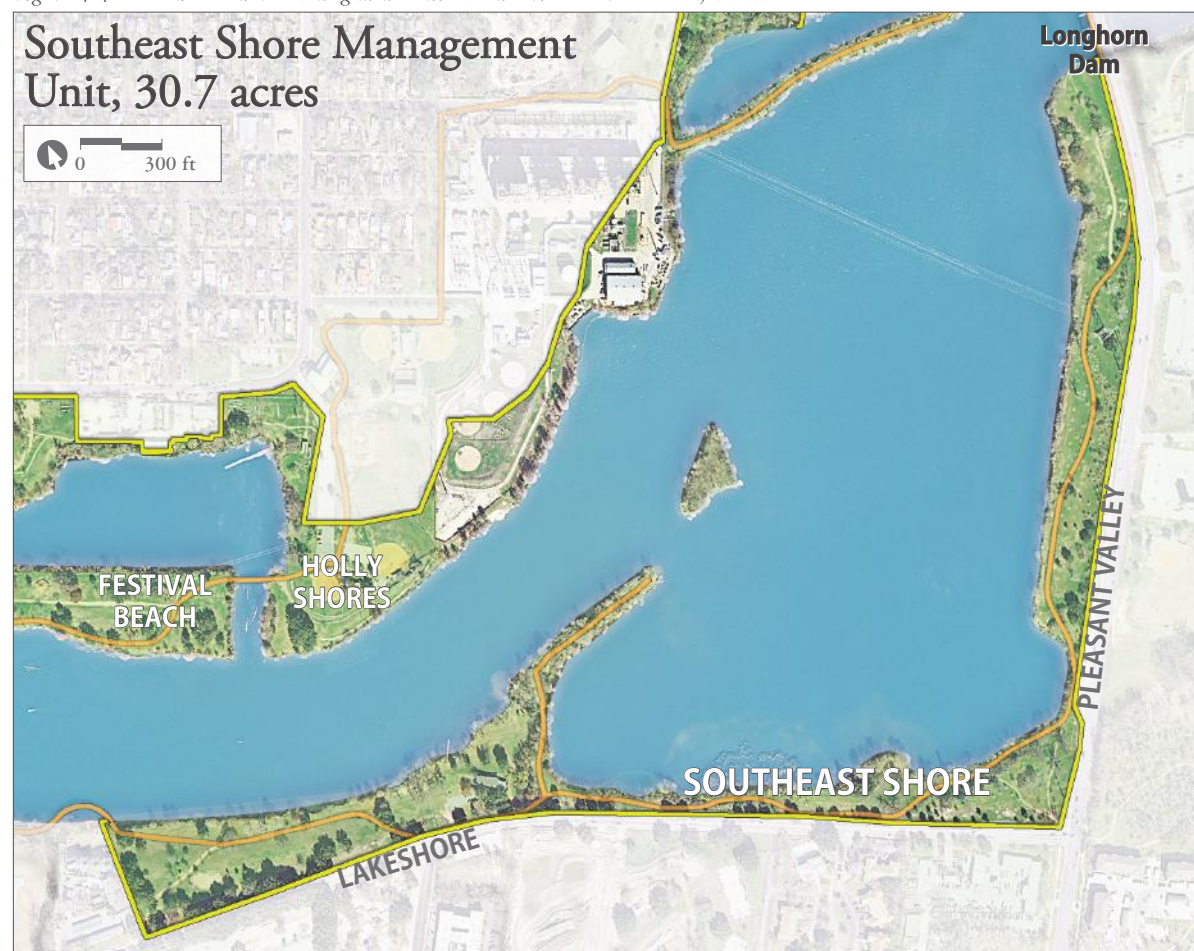 Southeast Shore Management
Unit, 30.7 acres
0 300 ft
Longhorn
Dam
FESTIVAL
BEACH
HOLLY
SHORES
PLEASANT VALLEY
SOUTHEAST SHORE
LAKESHORE